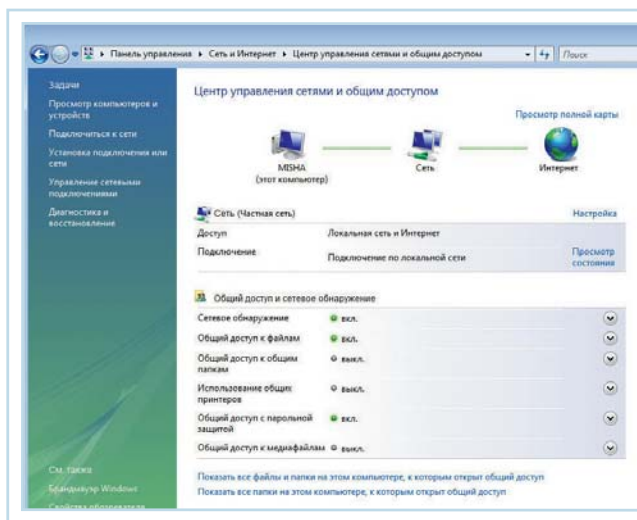 Панель управления ▸ Сеть и Интернет ▸ Центр управления сетями и общим доступом
Поиск
Задачи
Просмотр компьютеров и
устройств
Подключиться к сети
Установка подключения или
сети
Управление сетевыми
подключениями
Диагностика и
восстановление
См. также
Брандмауэр Windows
Свойства обозревателя
Центр управления сетями и общим доступом
Просмотр полной карты
MISHA
(этот компьютер)
Сеть
Интернет
Сеть (Частная сеть)
Настройка
Доступ
Локальная сеть и Интернет
Подключение
Подключение по локальной сети
Просмотр
состояния
Общий доступ и сетевое обнаружение
Сетевое обнаружение
вкл.
Общий доступ к файлам
вкл.
Общий доступ к общим
папкам
выкл.
Использование общих
принтеров
выкл.
Общий доступ с парольной
защитой
вкл.
Общий доступ к медиафайлам
выкл.
Показать все файлы и папки на этом компьютере, к которым открыт общий доступ
Показать все папки на этом компьютере, к которым открыт общий доступ